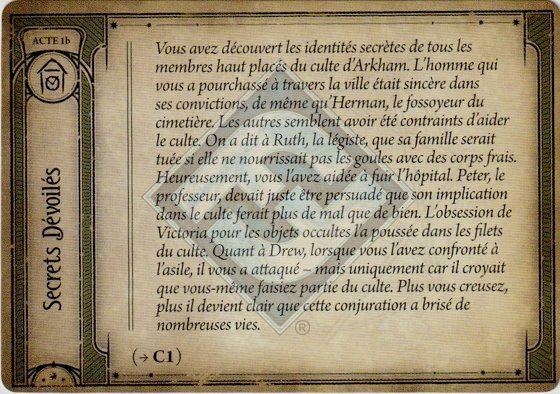 ACTE 1b
Secrets Dévoilés
Vous avez découvert les identités secrètes de tous les
membres haut placés du culte d'Arkham. L'homme qui
vous a pourchassé à travers la ville était sincère dans
ses convictions, de même qu'Herman, le fossoyeur du
cimetière. Les autres semblent avoir été contraints d'aider
le culte. On a dit à Ruth, la légiste, que sa famille serait
tuée si elle ne nourrissait pas les goules avec des corps frais.
Heureusement, vous l'avez aidée à fuir l'hôpital. Peter, le
professeur, devait juste être persuadé que son implication
dans le culte ferait plus de mal que de bien. L'obsession de
Victoria pour les objets occultes l'a poussée dans les filets
du culte. Quant à Drew, lorsque vous l'avez confronté à
l'asile, il vous a attaqué – mais uniquement car il croyait
que vous-même faisiez partie du culte. Plus vous creusez,
plus il devient clair que cette conjuration a brisé de
nombreuses vies.
(→ C1)
®